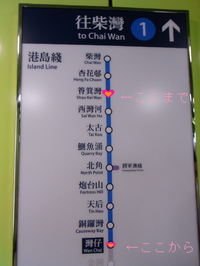 往柴灣
to Chai Wan
1
港島綫
Island Line
柴灣
Chai Wan
杏花邨
Heng Fa Chuen
筲箕灣
Shau Kei Wan
←ここまで
西灣河
Sai Wan Ho
太古
Tai Koo
鰂魚涌
Quarry Bay
北角
North Point
炮台山
Fortress Hill
天后
Tin Hau
銅鑼灣
Causeway Bay
灣仔
Wan Chai
←ここから